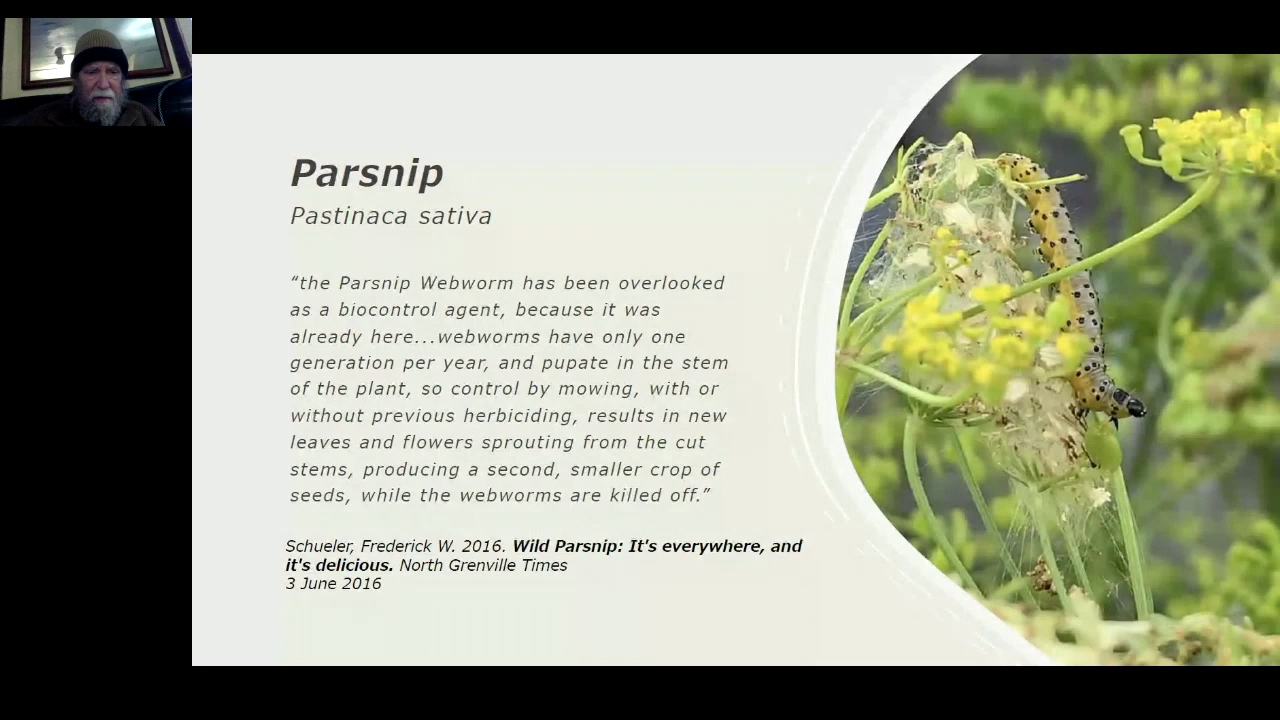 Parsnip
Pastinaca sativa
“the Parsnip Webworm has been overlooked
as a biocontrol agent, because it was
already here...webworms have only one
generation per year, and pupate in the stem
of the plant, so control by mowing, with or
without previous herbiciding, results in new
leaves and flowers sprouting from the cut
stems, producing a second, smaller crop of
seeds, while the webworms are killed off.”
Schueler, Frederick W. 2016. Wild Parsnip: It's everywhere, and
it's delicious. North Grenville Times
3 June 2016